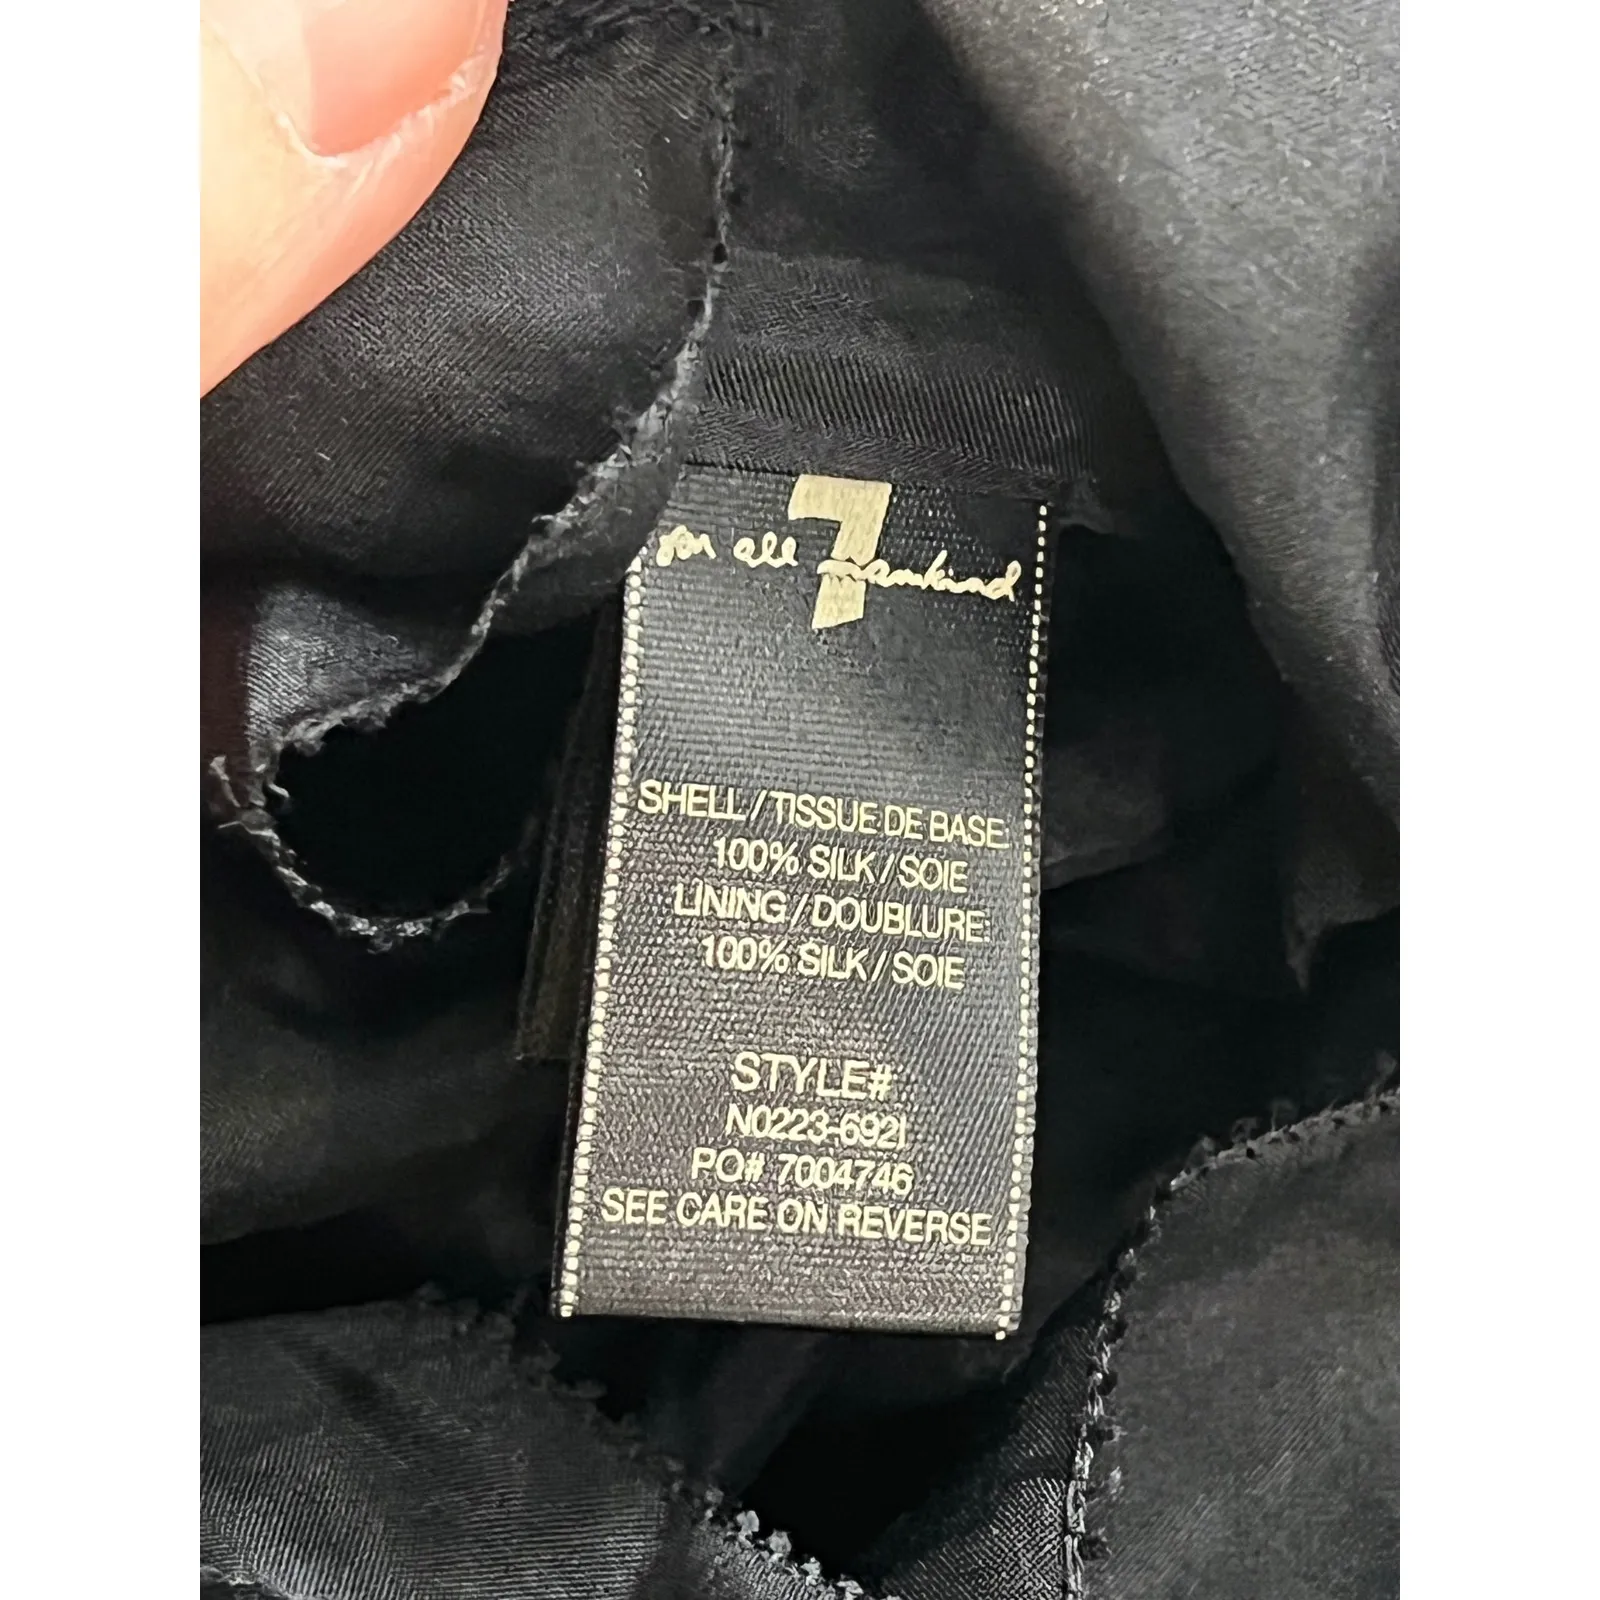 7
for all mankind
SHELL / TISSUE DE BASE:
100% SILK / SOIE
LINING / DOUBLURE:
100% SILK / SOIE
STYLE#
N0223-692I
PO# 7004746
SEE CARE ON REVERSE